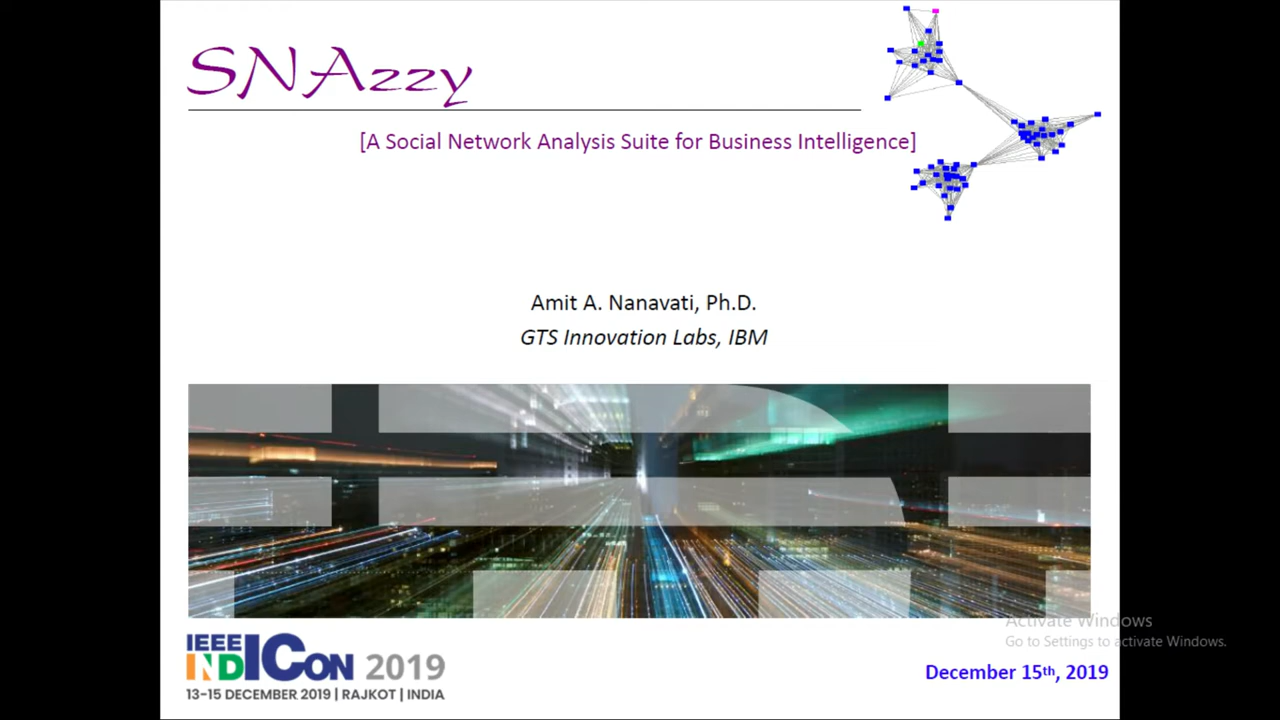 SNAzzy
[A Social Network Analysis Suite for Business Intelligence]
Amit A. Nanavati, Ph.D.
GTS Innovation Labs, IBM
IEEE
INDICON 2019
13-15 DECEMBER 2019 | RAJKOT | INDIA
Activate Windows
Go to Settings to activate Windows.
December 15th, 2019